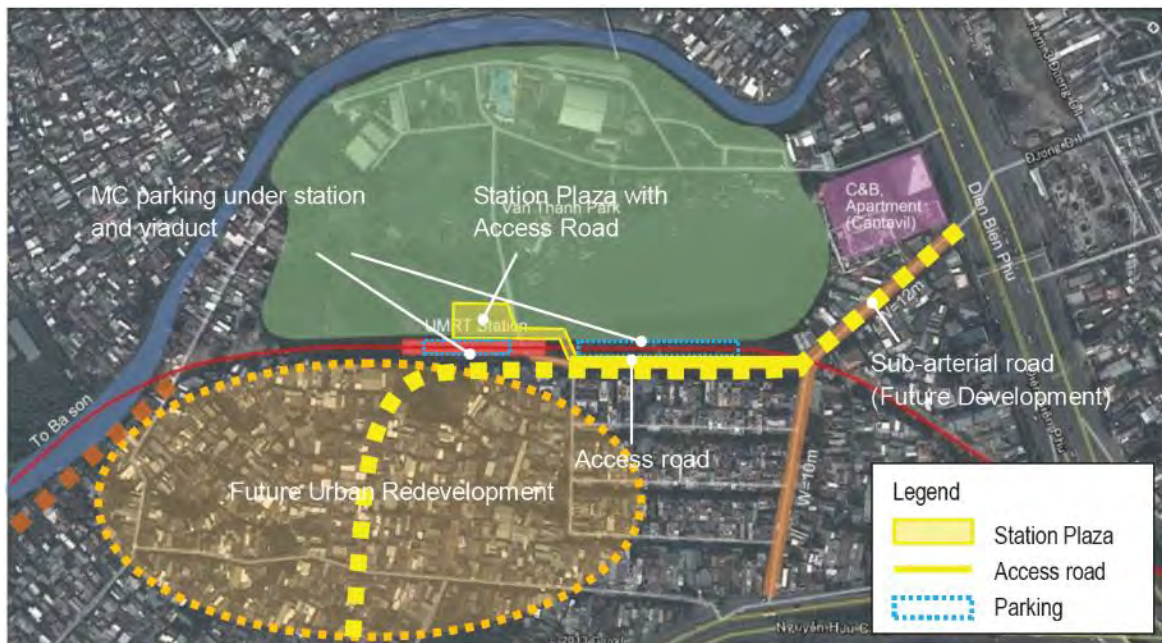 MC parking under station
and viaduct
Station Plaza with
Access Road
Van Thanh Park
C&B,
Apartment
(Cantavil)
Dien Bien Phu
UMRT Station
W=12m
Sub-arterial road
(Future Development)
To Ba son
Access road
Future Urban Redevelopment
W=10m
Legend
Station Plaza
Access road
Parking